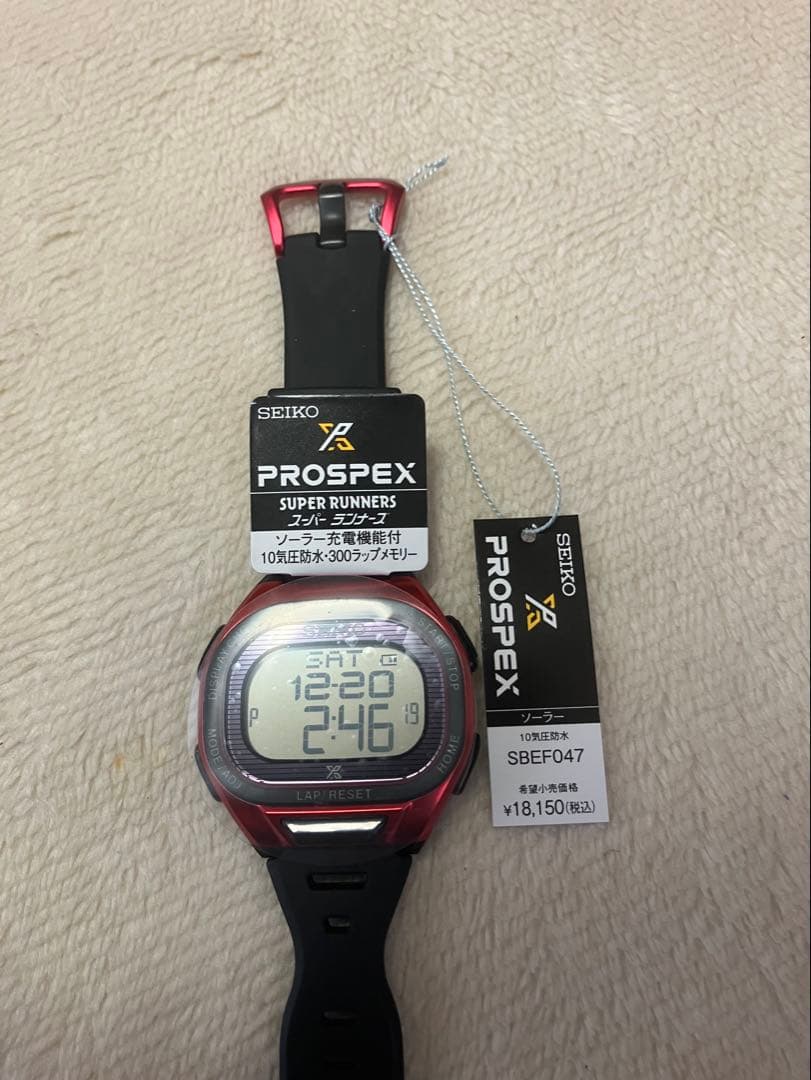 SEIKO
PROSPEX
SUPER RUNNERS
スーパー ランナーズ
ソーラー充電機能付
10気圧防水・300ラップメモリー
SEIKO
DISPLAY
START/STOP
SAT
12-20
P 2:46 19
MODE/ADJ
HOME
LAP/RESET
SEIKO
PROSPEX
ソーラー
10気圧防水
SBEF047
希望小売価格
¥18,150(税込)